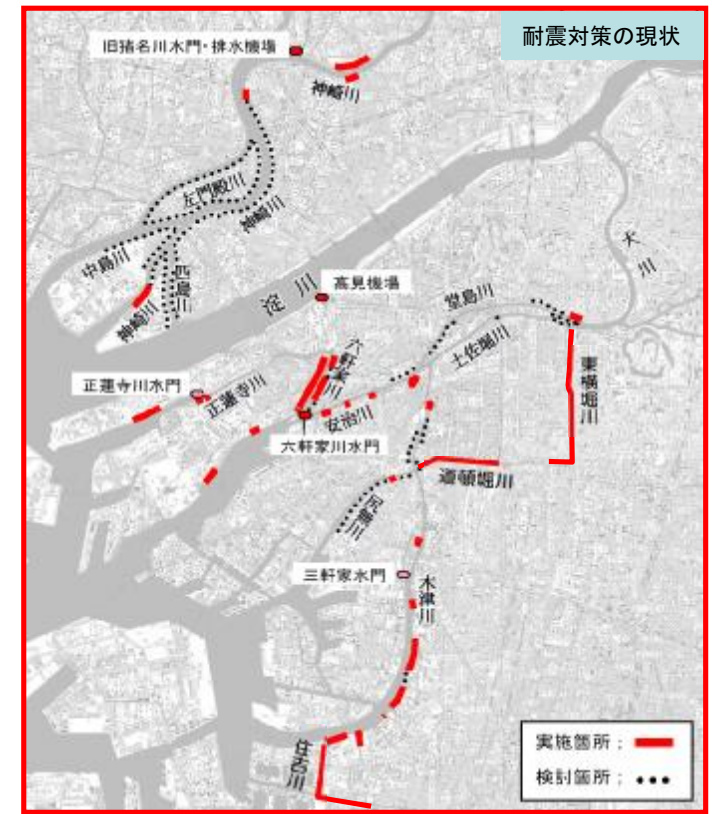 耐震対策の現状
旧猪名川水門・排水機場
神崎川
左門殿川
神崎川
中島川
西島川
神崎川
淀川
高見機場
大川
堂島川
土佐堀川
六軒家川
正蓮寺川水門
正蓮寺川
安治川
東横堀川
六軒家川水門
道頓堀川
尻無川
三軒家水門
木津川
住吉川
実施箇所：
検討箇所：